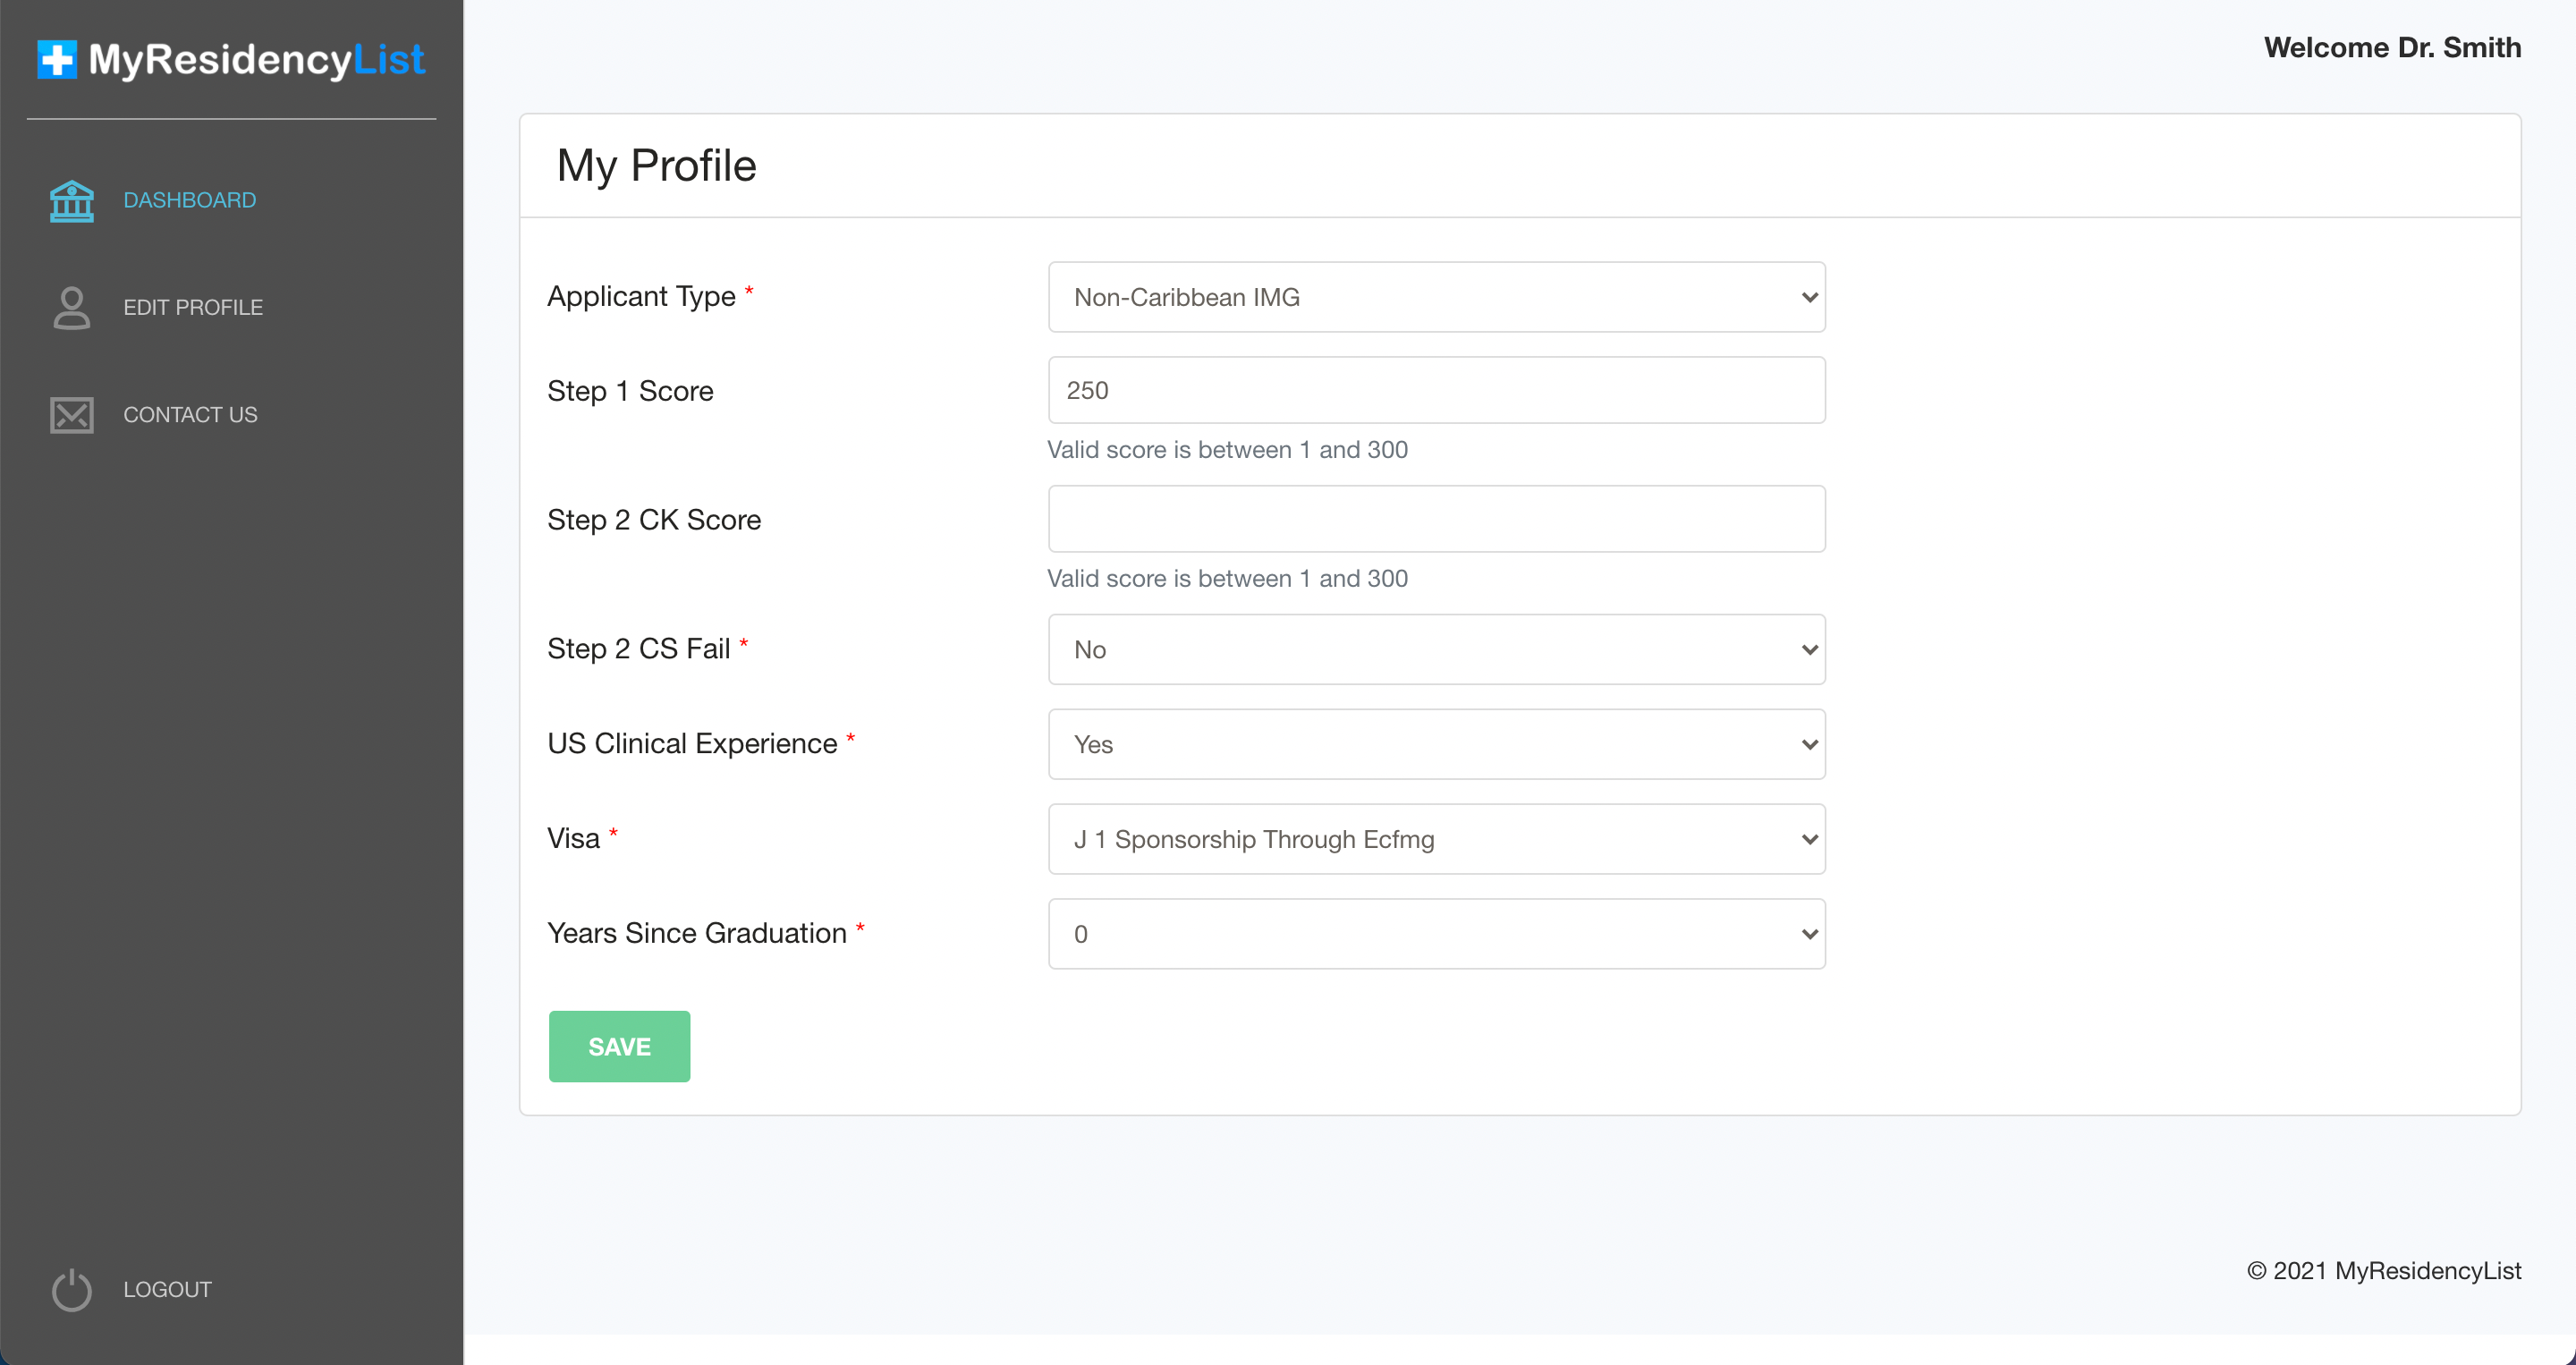 MyResidencyList
DASHBOARD
EDIT PROFILE
CONTACT US
LOGOUT
Welcome Dr. Smith
My Profile
Applicant Type * Non-Caribbean IMG
Step 1 Score 250
Valid score is between 1 and 300
Step 2 CK Score
Valid score is between 1 and 300
Step 2 CS Fail * No
US Clinical Experience * Yes
Visa * J 1 Sponsorship Through Ecfmg
Years Since Graduation * 0
SAVE
© 2021 MyResidencyList